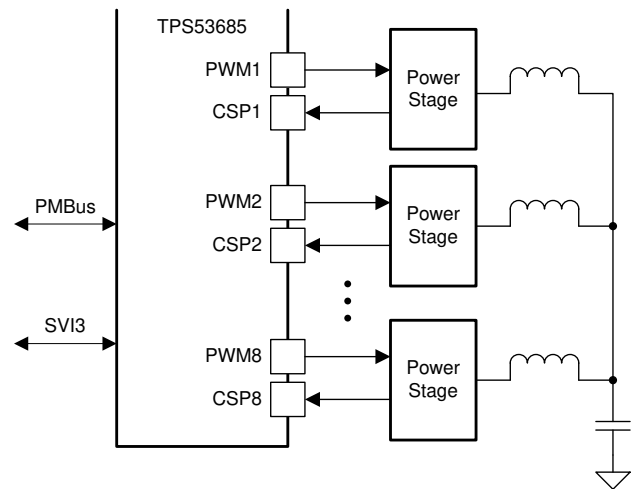 TPS53685
PWM1
Power
Stage
CSP1
PWM2
Power
Stage
PMBus
CSP2
SVI3
PWM8
Power
Stage
CSP8